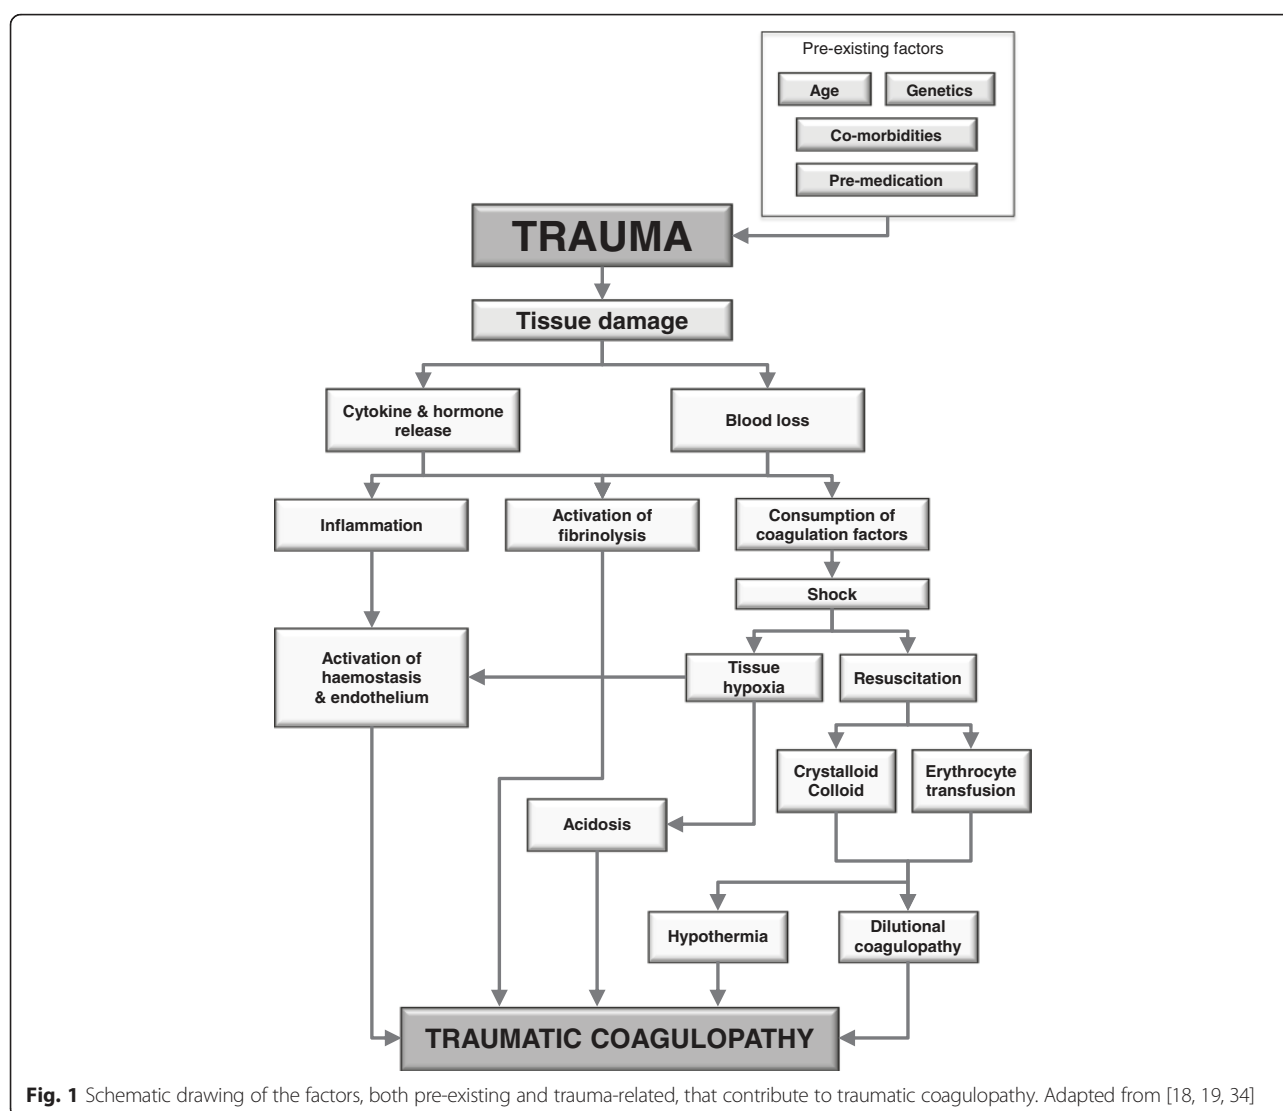 Pre-existing factors
Age
Genetics
Co-morbidities
Pre-medication
TRAUMA
Tissue damage
Cytokine & hormone
release
Blood loss
Inflammation
Activation of
fibrinolysis
Consumption of
coagulation factors
Shock
Activation of
haemostasis
& endothelium
Tissue
hypoxia
Resuscitation
Crystalloid
Colloid
Erythrocyte
transfusion
Acidosis
Hypothermia
Dilutional
coagulopathy
TRAUMATIC COAGULOPATHY
Fig. 1 Schematic drawing of the factors, both pre-existing and trauma-related, that contribute to traumatic coagulopathy. Adapted from [18, 19, 34]